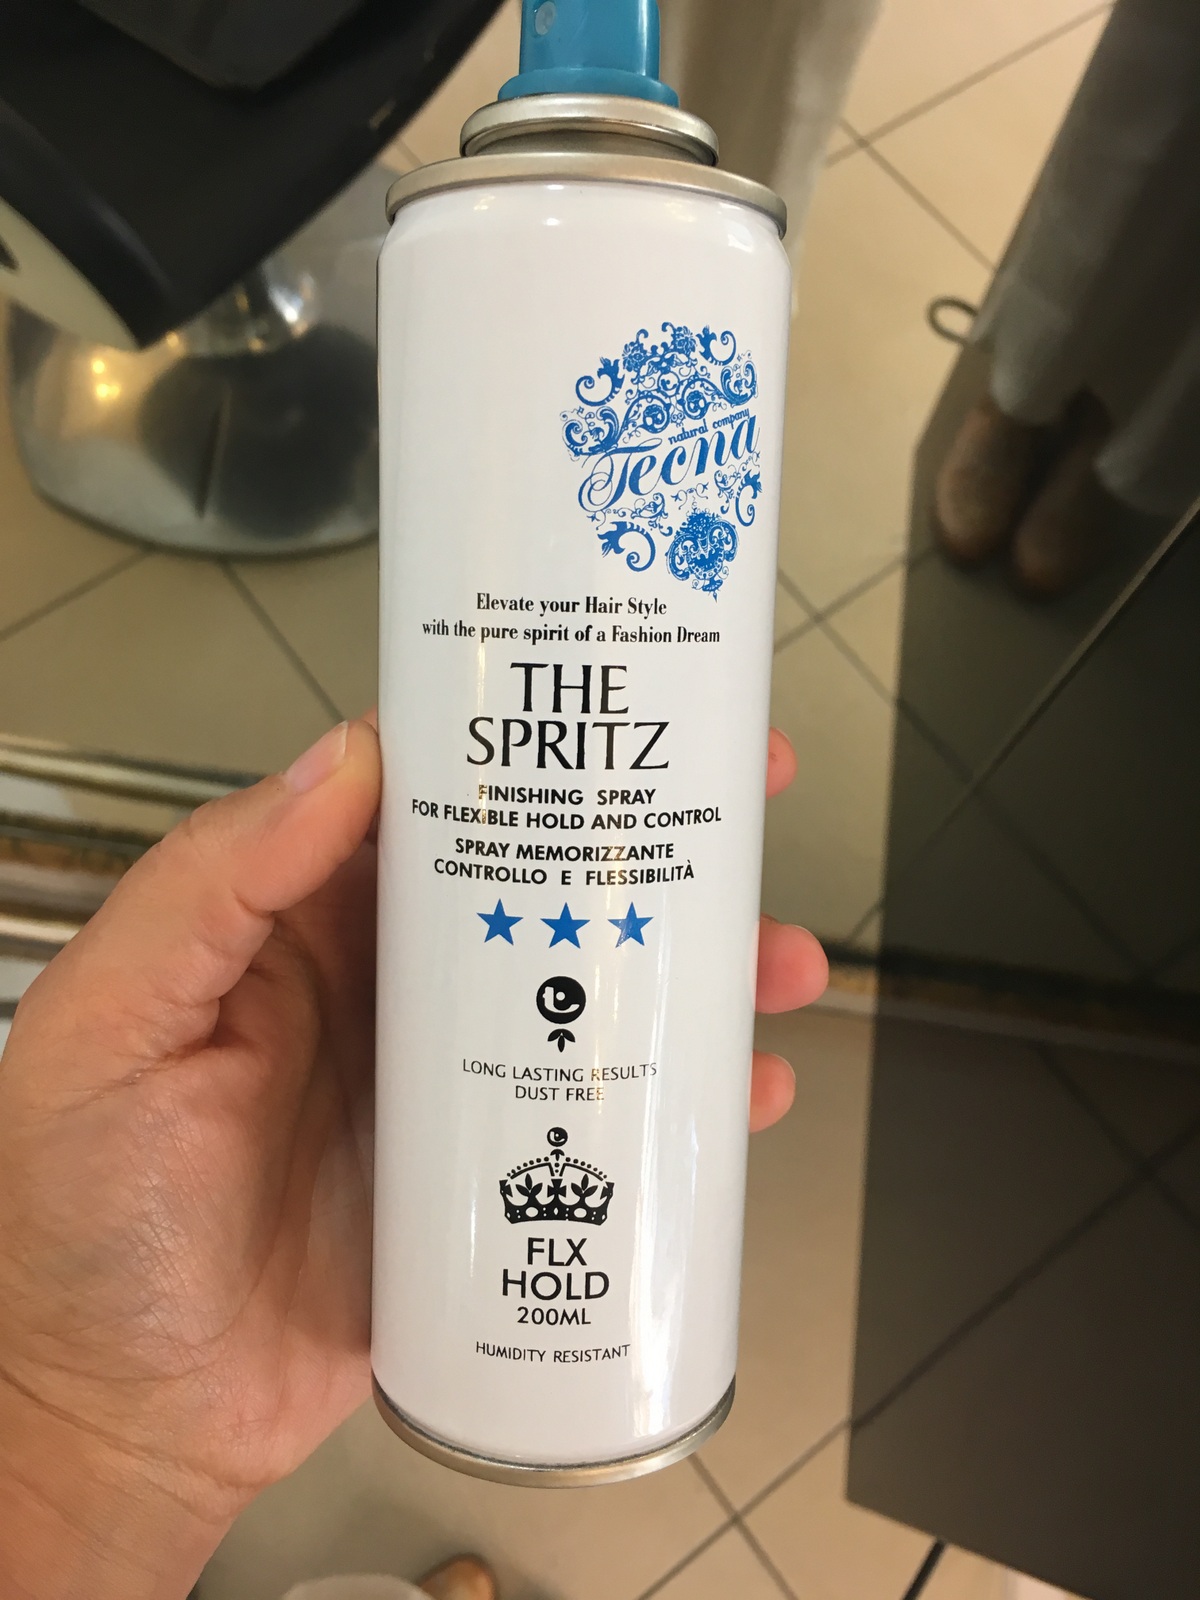 natural company
Tecna
Elevate your Hair Style
with the pure spirit of a Fashion Dream
THE
SPRITZ
FINISHING SPRAY
FOR FLEXIBLE HOLD AND CONTROL
SPRAY MEMORIZZANTE
CONTROLLO E FLESSIBILITÀ
LONG LASTING RESULTS
DUST FREE
FLX
HOLD
200ML
HUMIDITY RESISTANT